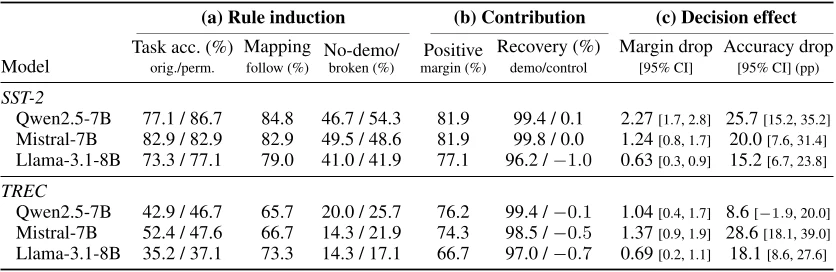 (a) Rule induction (b) Contribution (c) Decision effect
Task acc. (%) Mapping No-demo/ Positive Recovery (%) Margin drop Accuracy drop
Model orig./perm. follow (%) broken (%) margin (%) demo/control [95% CI] [95% CI] (pp)
SST-2
Qwen2.5-7B 77.1 / 86.7 84.8 46.7 / 54.3 81.9 99.4 / 0.1 2.27 [1.7, 2.8] 25.7 [15.2, 35.2]
Mistral-7B 82.9 / 82.9 82.9 49.5 / 48.6 81.9 99.8 / 0.0 1.24 [0.8, 1.7] 20.0 [7.6, 31.4]
Llama-3.1-8B 73.3 / 77.1 79.0 41.0 / 41.9 77.1 96.2 / −1.0 0.63 [0.3, 0.9] 15.2 [6.7, 23.8]
TREC
Qwen2.5-7B 42.9 / 46.7 65.7 20.0 / 25.7 76.2 99.4 / −0.1 1.04 [0.4, 1.7] 8.6 [−1.9, 20.0]
Mistral-7B 52.4 / 47.6 66.7 14.3 / 21.9 74.3 98.5 / −0.5 1.37 [0.9, 1.9] 28.6 [18.1, 39.0]
Llama-3.1-8B 35.2 / 37.1 73.3 14.3 / 17.1 66.7 97.0 / −0.7 0.69 [0.2, 1.1] 18.1 [8.6, 27.6]